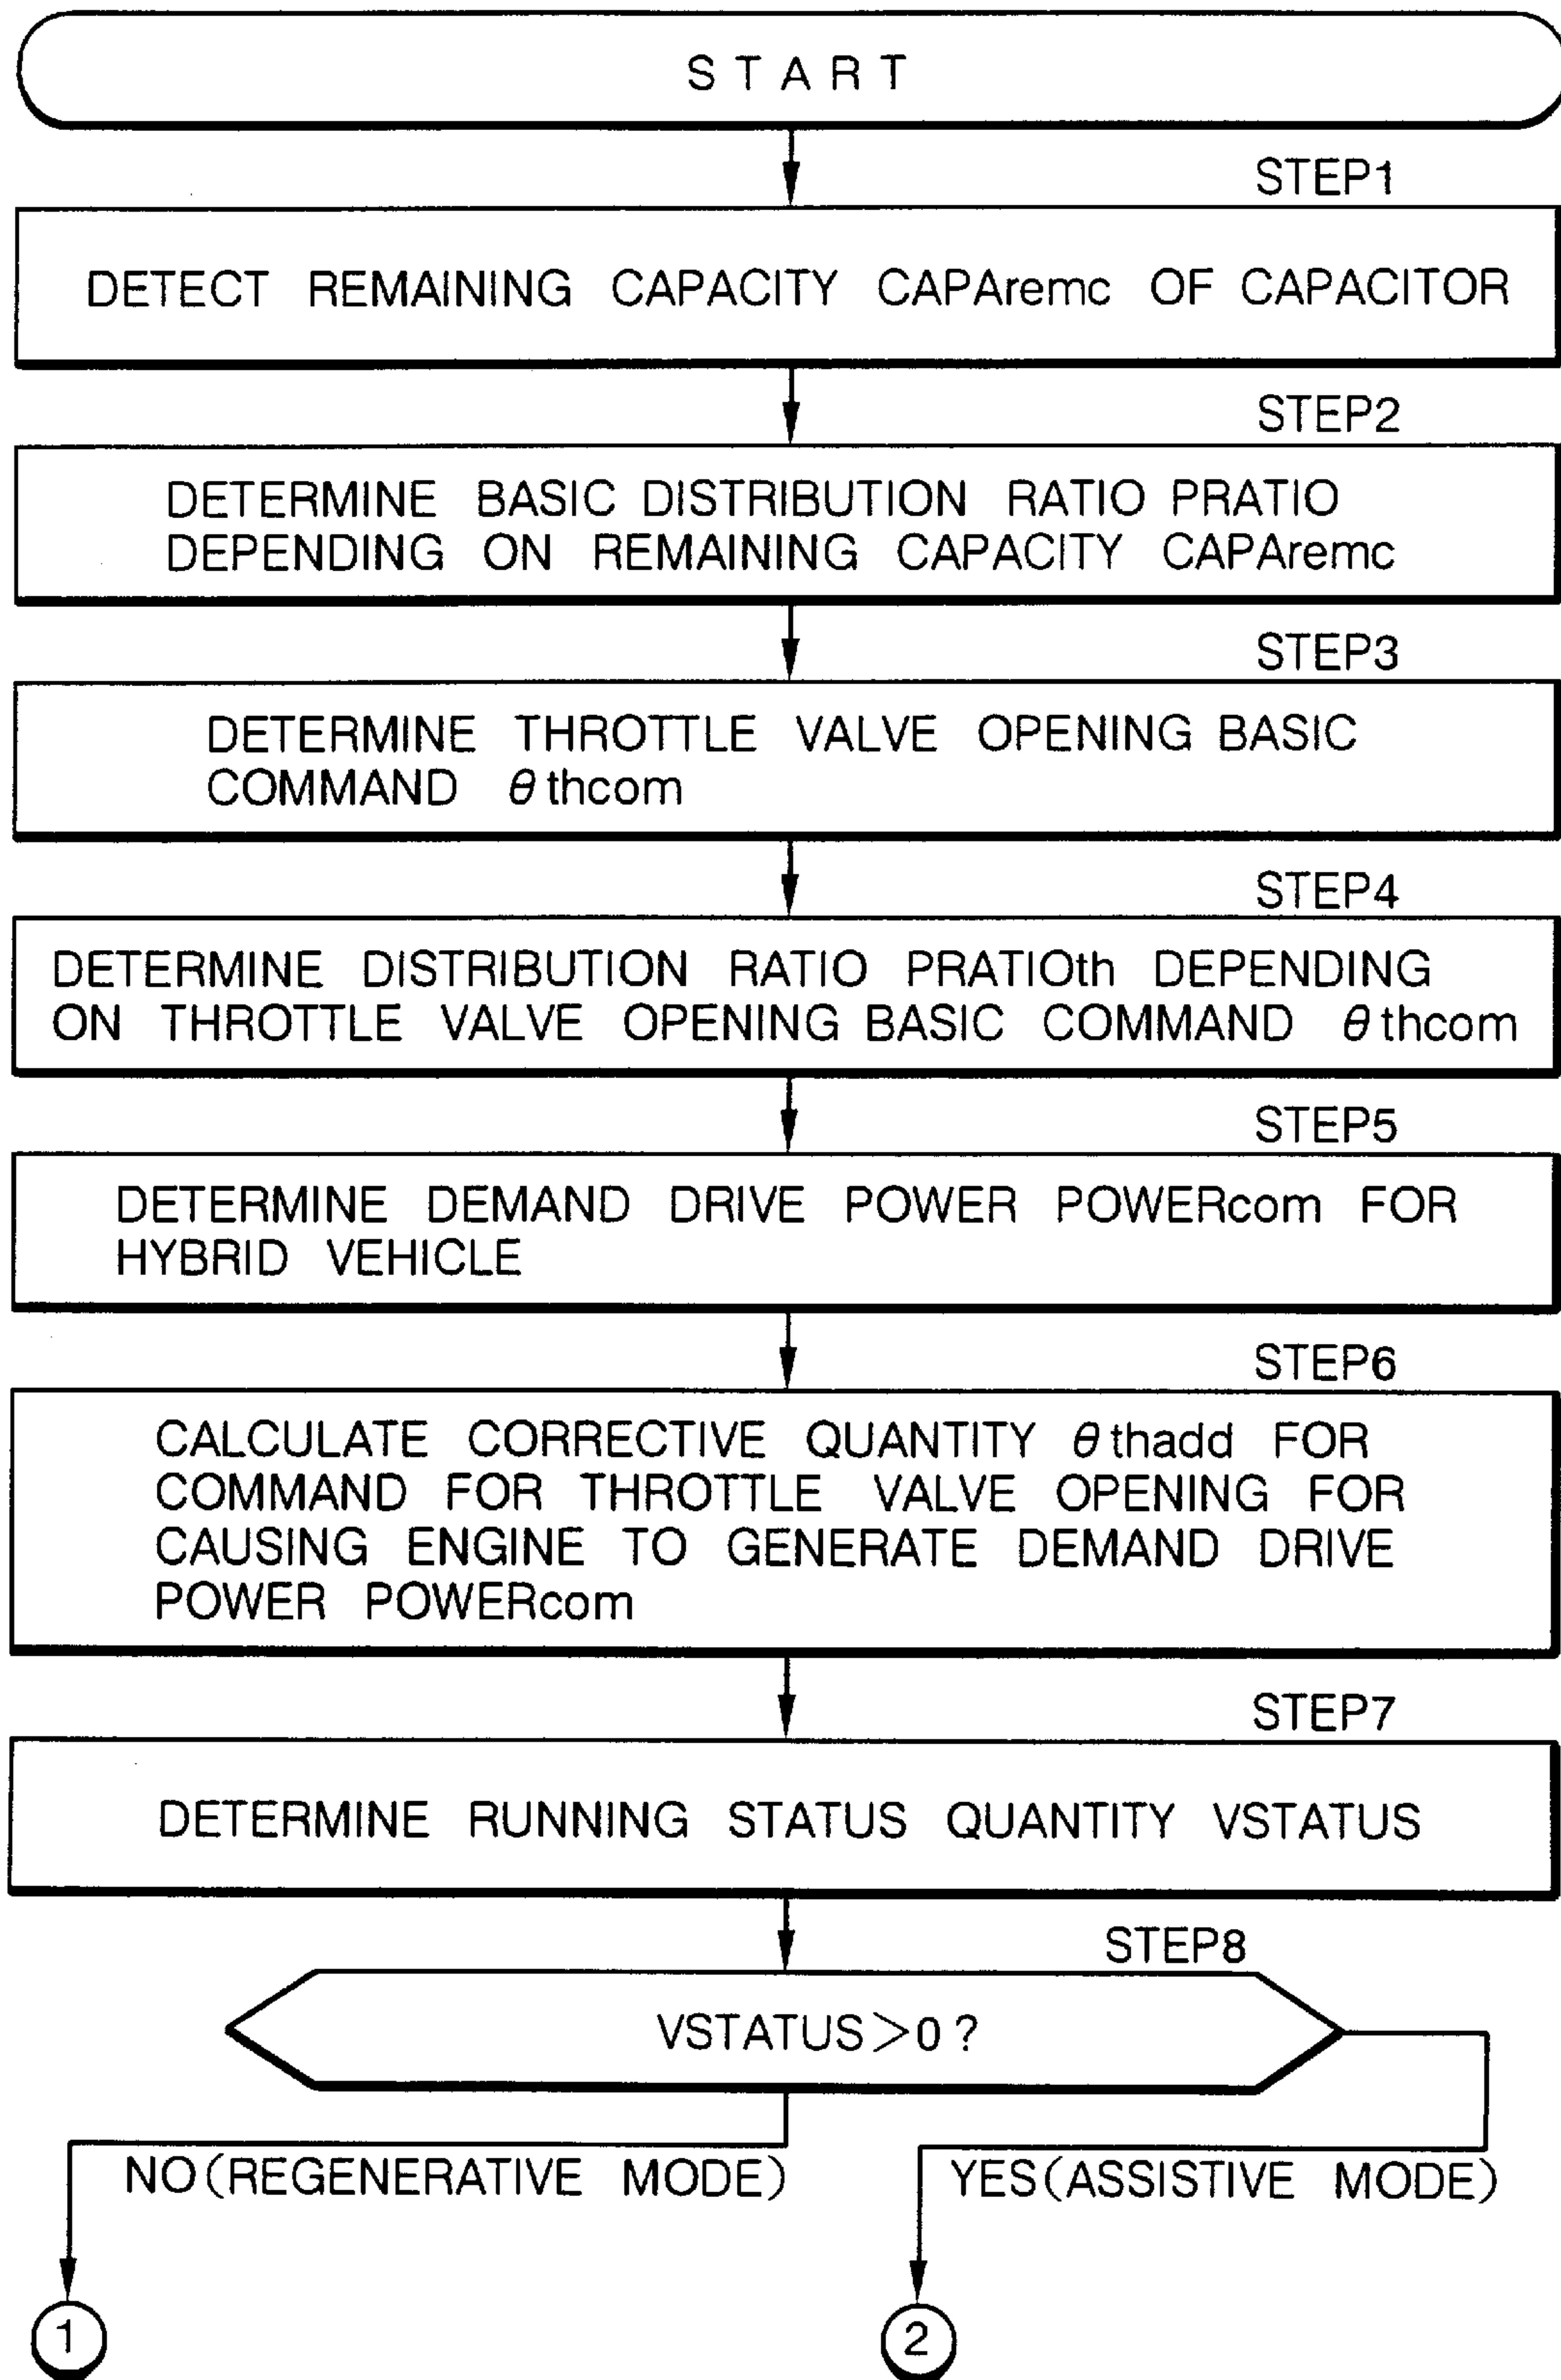 START
STEP1
DETECT REMAINING CAPACITY CAPAremc OF CAPACITOR
STEP2
DETERMINE BASIC DISTRIBUTION RATIO PRATIO
DEPENDING ON REMAINING CAPACITY CAPAremc
STEP3
DETERMINE THROTTLE VALVE OPENING BASIC
COMMAND θthcom
STEP4
DETERMINE DISTRIBUTION RATIO PRATIOth DEPENDING
ON THROTTLE VALVE OPENING BASIC COMMAND θthcom
STEP5
DETERMINE DEMAND DRIVE POWER POWERcom FOR
HYBRID VEHICLE
STEP6
CALCULATE CORRECTIVE QUANTITY θthadd FOR
COMMAND FOR THROTTLE VALVE OPENING FOR
CAUSING ENGINE TO GENERATE DEMAND DRIVE
POWER POWERcom
STEP7
DETERMINE RUNNING STATUS QUANTITY VSTATUS
STEP8
VSTATUS>0?
NO(REGENERATIVE MODE)
YES(ASSISTIVE MODE)
1
2